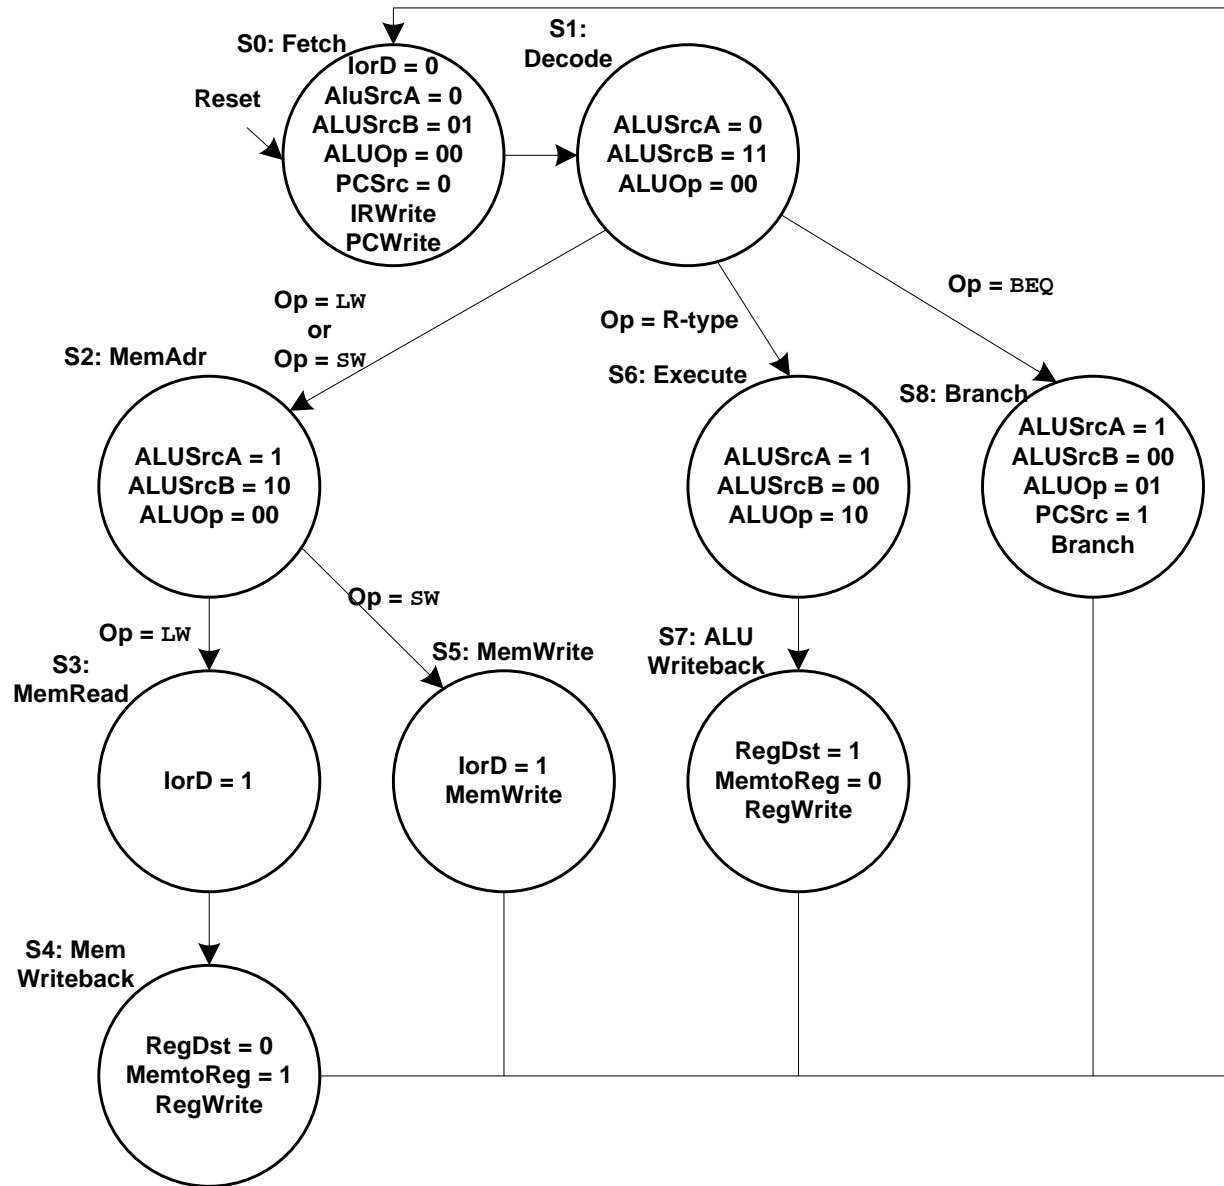 S0: Fetch
IorD = 0
AluSrcA = 0
ALUSrcB = 01
ALUOp = 00
PCSrc = 0
IRWrite
PCWrite
Reset
S1:
Decode
ALUSrcA = 0
ALUSrcB = 11
ALUOp = 00
Op = LW
or
Op = SW
Op = R-type
Op = BEQ
S2: MemAdr
ALUSrcA = 1
ALUSrcB = 10
ALUOp = 00
S6: Execute
ALUSrcA = 1
ALUSrcB = 00
ALUOp = 10
S8: Branch
ALUSrcA = 1
ALUSrcB = 00
ALUOp = 01
PCSrc = 1
Branch
Op = LW
Op = SW
S3:
MemRead
IorD = 1
S5: MemWrite
IorD = 1
MemWrite
S7: ALU
Writeback
RegDst = 1
MemtoReg = 0
RegWrite
S4: Mem
Writeback
RegDst = 0
MemtoReg = 1
RegWrite